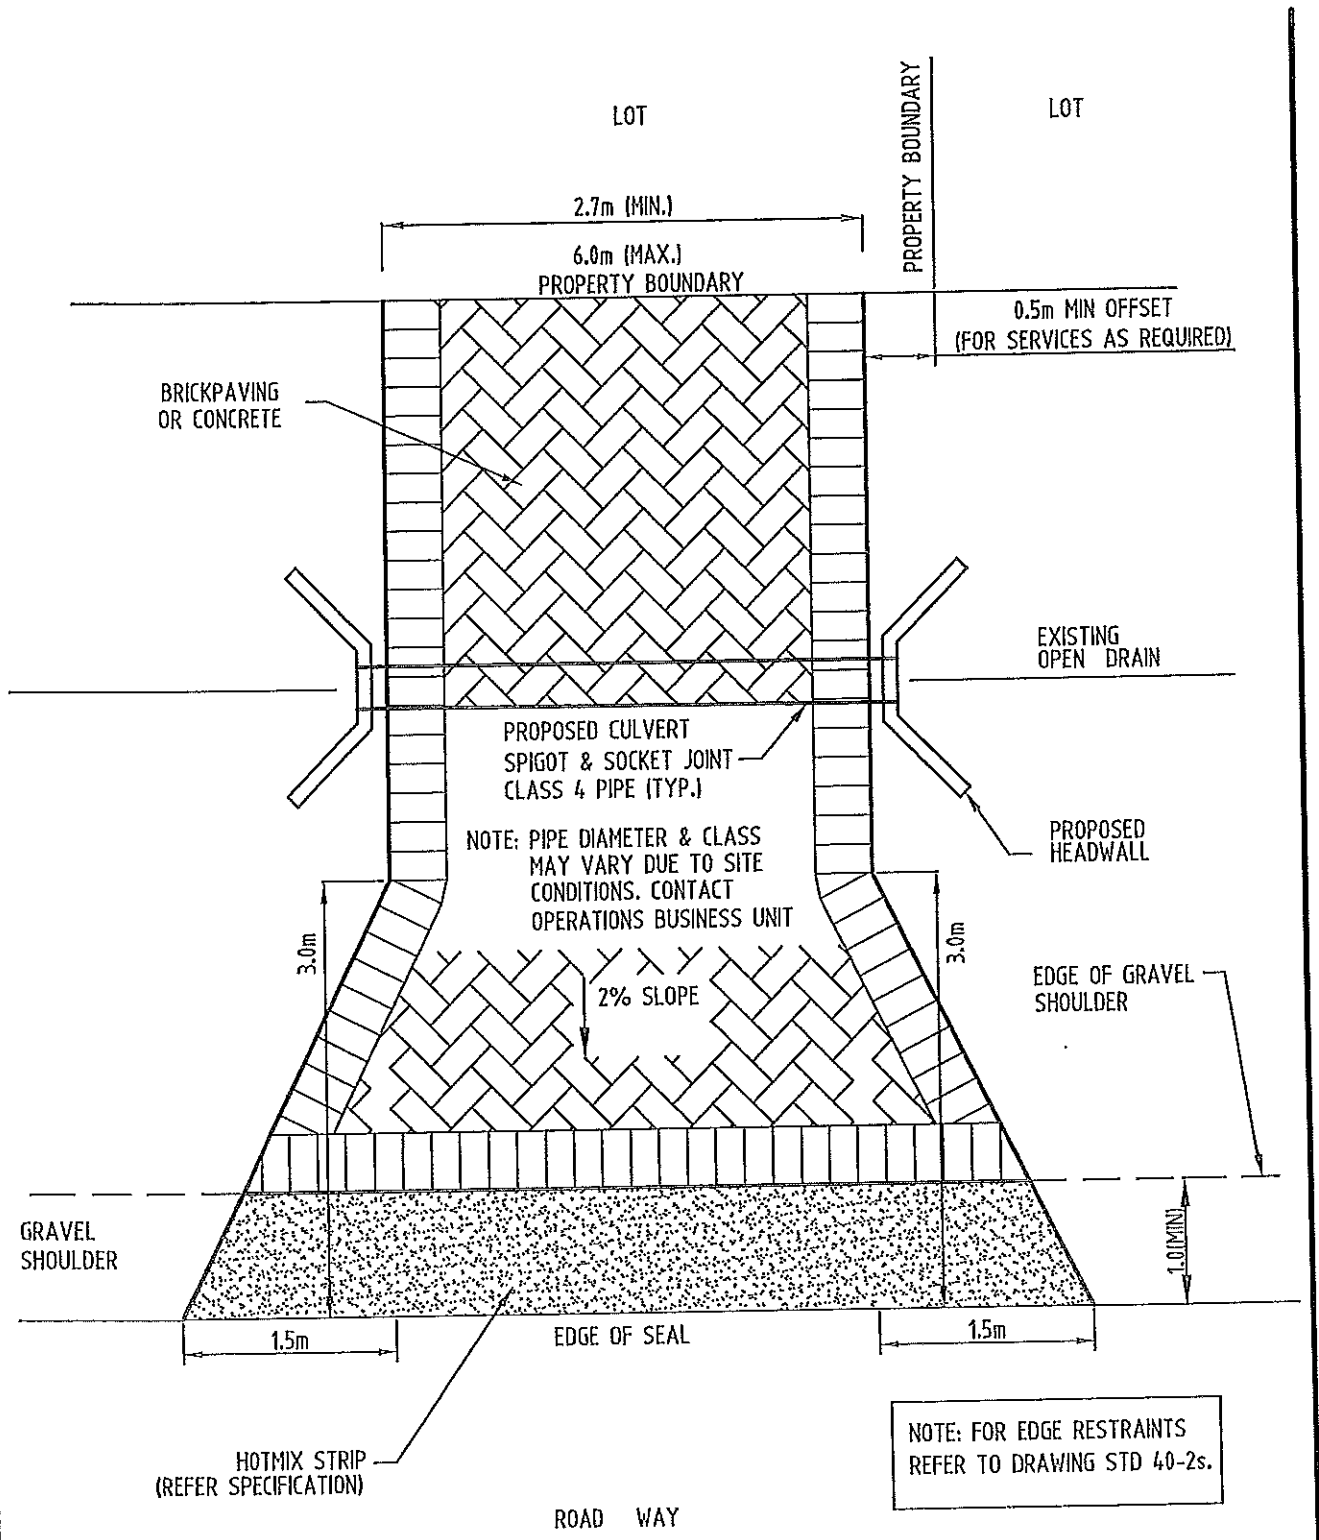 LOT
LOT
PROPERTY BOUNDARY
2.7m (MIN.)
6.0m (MAX.)
PROPERTY BOUNDARY
0.5m MIN OFFSET
(FOR SERVICES AS REQUIRED)
BRICKPAVING
OR CONCRETE
EXISTING
OPEN DRAIN
PROPOSED CULVERT
SPIGOT & SOCKET JOINT
CLASS 4 PIPE (TYP.)
NOTE: PIPE DIAMETER & CLASS
MAY VARY DUE TO SITE
CONDITIONS. CONTACT
OPERATIONS BUSINESS UNIT
PROPOSED
HEADWALL
3.0m
3.0m
2% SLOPE
EDGE OF GRAVEL
SHOULDER
GRAVEL
SHOULDER
1.0(MIN)
1.5m
EDGE OF SEAL
1.5m
HOTMIX STRIP
(REFER SPECIFICATION)
NOTE: FOR EDGE RESTRAINTS
REFER TO DRAWING STD 40-2s.
ROAD WAY